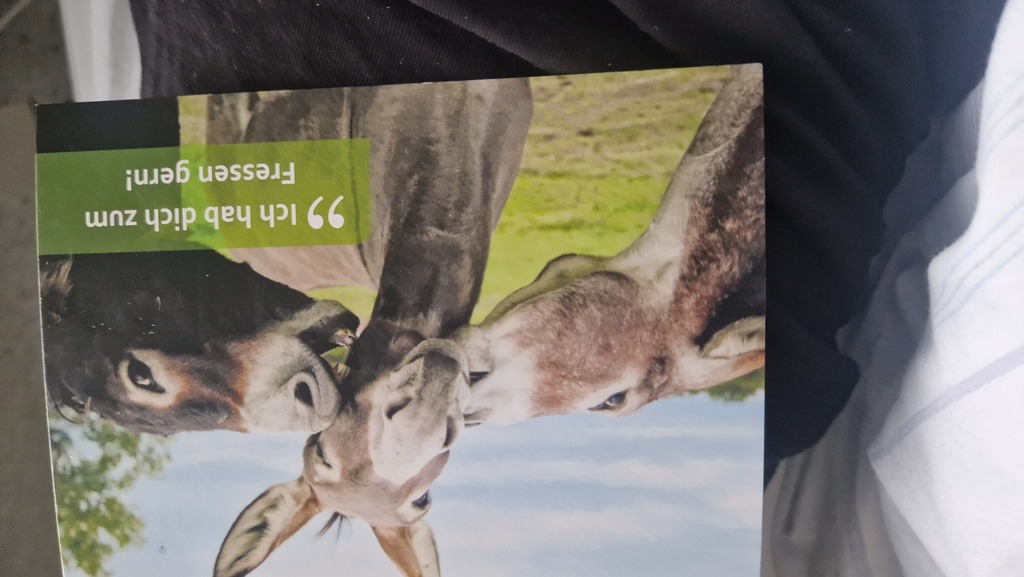 ❞ Ich hab dich zum
Fressen gern!